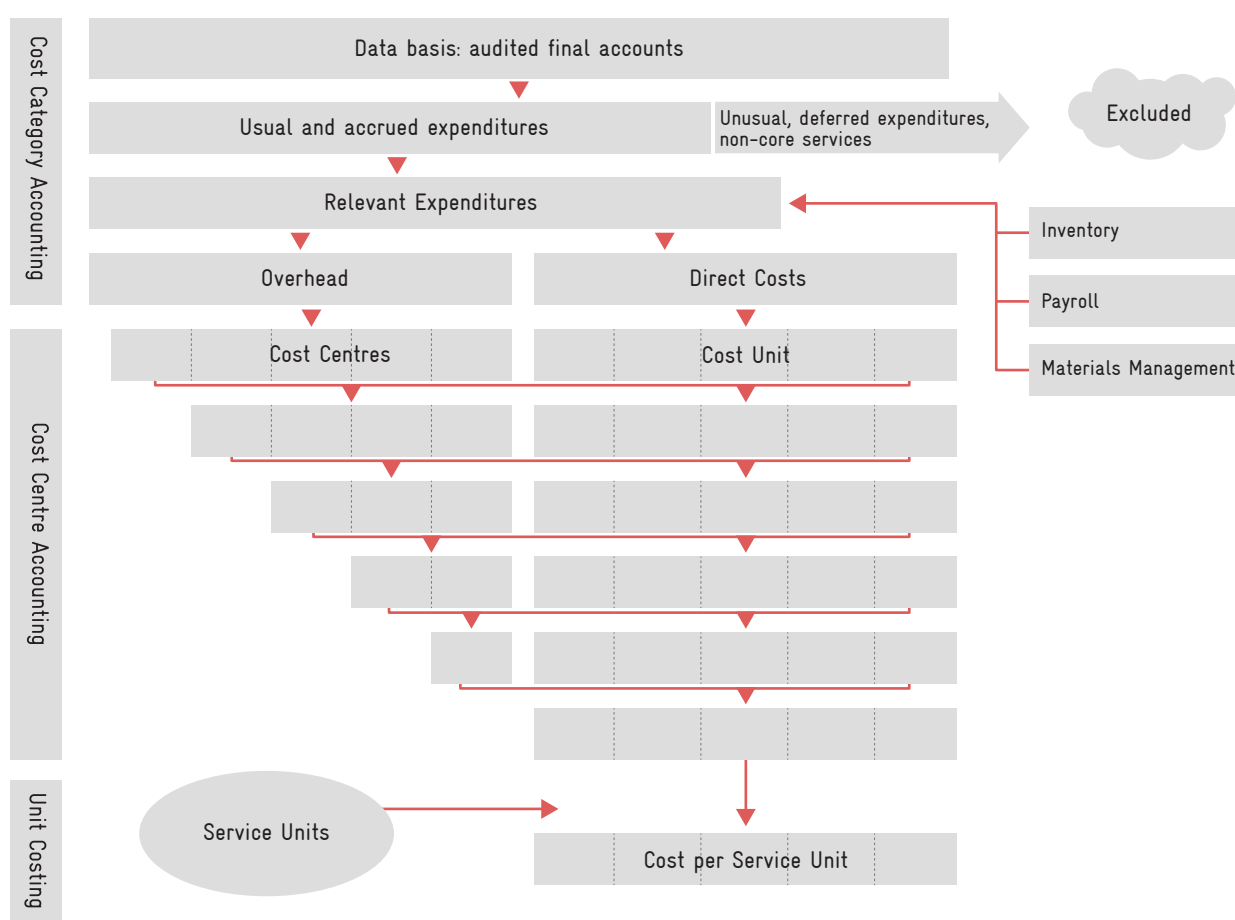 Cost Category Accounting
Data basis: audited final accounts
Usual and accrued expenditures
Unusual, deferred expenditures,
non-core services
Excluded
Relevant Expenditures
Inventory
Payroll
Materials Management
Overhead
Direct Costs
Cost Centre Accounting
Cost Centres
Cost Unit
Unit Costing
Service Units
Cost per Service Unit